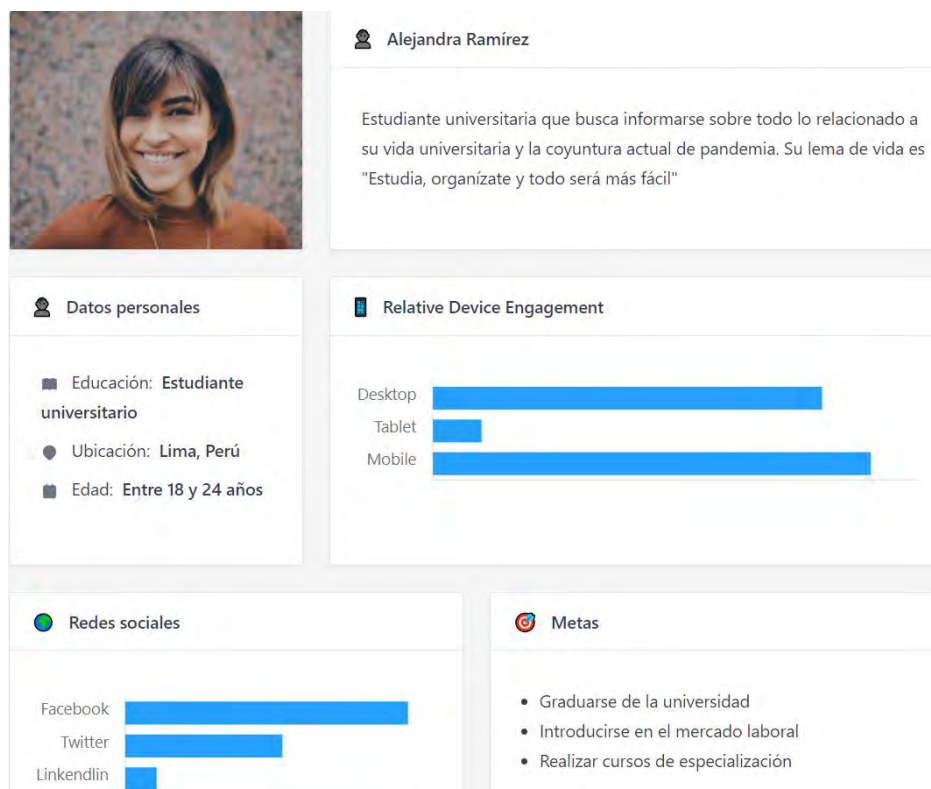 Alejandra Ramírez
Estudiante universitaria que busca informarse sobre todo lo relacionado a
su vida universitaria y la coyuntura actual de pandemia. Su lema de vida es
"Estudia, organízate y todo será más fácil"
Datos personales
Educación: Estudiante
universitario
Ubicación: Lima, Perú
Edad: Entre 18 y 24 años
Relative Device Engagement
Desktop
Tablet
Mobile
Redes sociales
Facebook
Twitter
Linkendlin
Metas
Graduarse de la universidad
Introducirse en el mercado laboral
Realizar cursos de especialización